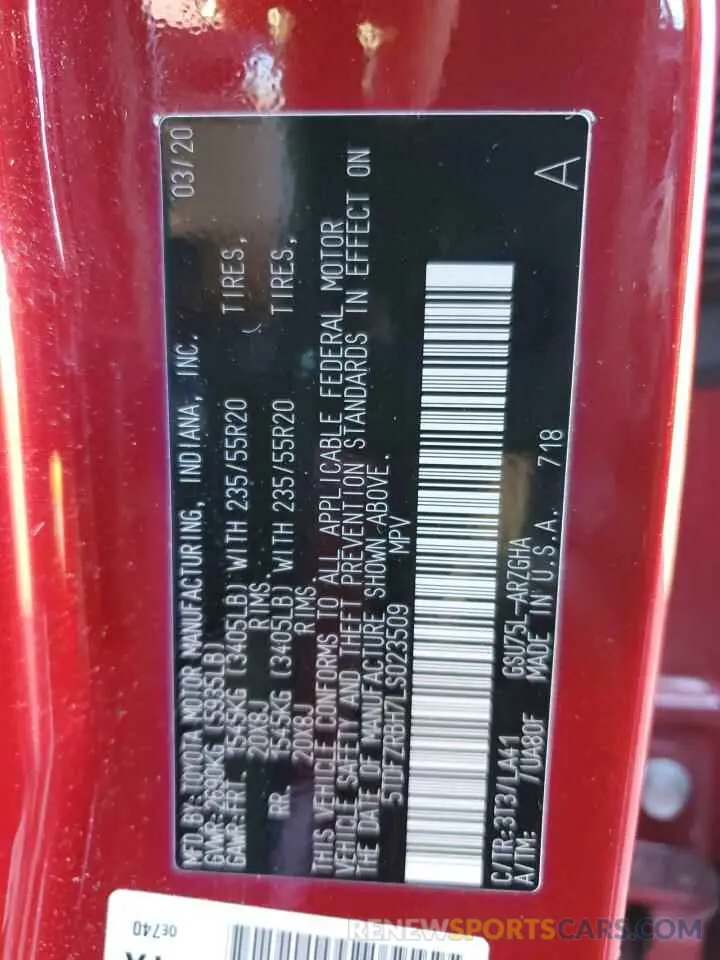 MFD.BY:TOYOTA MOTOR MANUFACTURING, INDIANA, INC. 03/20
GVWR:2690KG (5935LB)
GAWR:FRT. 1545KG (3405LB) WITH 235/55R20 TIRES,
20X8J RIMS.
RR. 1545KG (3405LB) WITH 235/55R20 TIRES,
20X8J RIMS.
THIS VEHICLE CONFORMS TO ALL APPLICABLE FEDERAL MOTOR
VEHICLE SAFETY AND THEFT PREVENTION STANDARDS IN EFFECT ON
THE DATE OF MANUFACTURE SHOWN ABOVE.
5TDFZRBH7LS023509 MPV
C/TR:3T3/LA41 GSU75L-ARZGHA
A/TM: /UA80F MADE IN U.S.A. 718 A
0E740
RENEWSPORTSCARS.COM